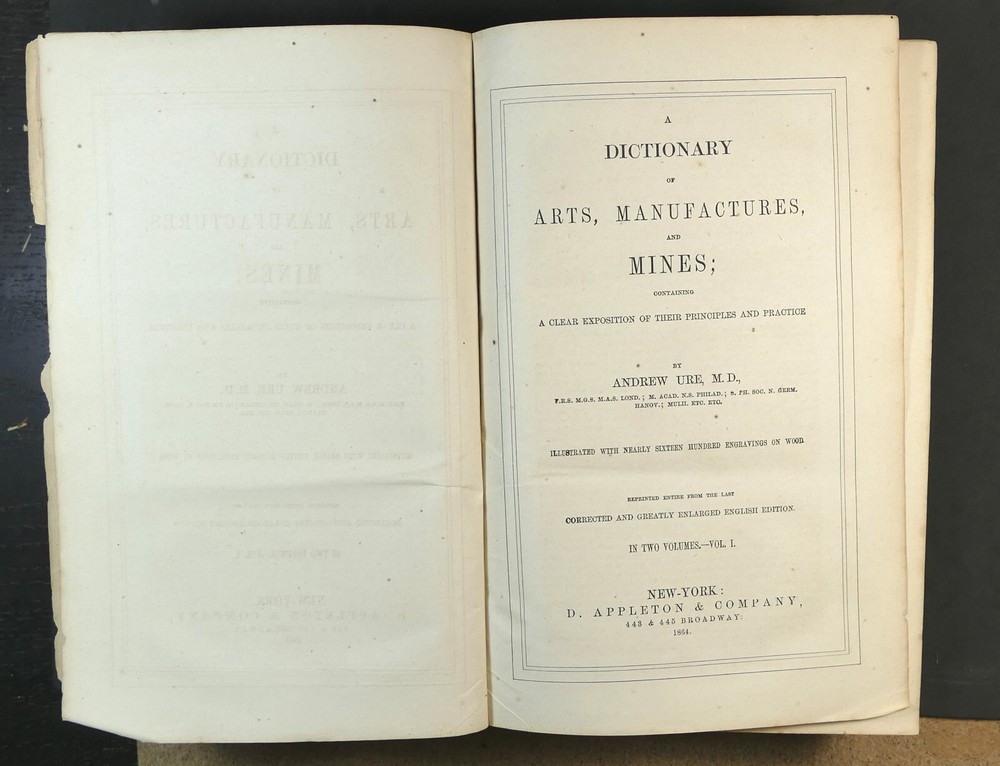 A
DICTIONARY
OF
ARTS, MANUFACTURES,
AND
MINES;
CONTAINING
A CLEAR EXPOSITION OF THEIR PRINCIPLES AND PRACTICE
BY
ANDREW URE, M.D.,
F.R.S. M.G.S. M.A.S. LOND.; M. ACAD. N.S. PHILAD.; S. PH. SOC. N. GERM.
HANOV.; MULH. ETC. ETC.
ILLUSTRATED WITH NEARLY SIXTEEN HUNDRED ENGRAVINGS ON WOOD
REPRINTED ENTIRE FROM THE LAST
CORRECTED AND GREATLY ENLARGED ENGLISH EDITION.
IN TWO VOLUMES.—VOL. I.
NEW-YORK:
D. APPLETON & COMPANY,
443 & 445 BROADWAY:
1864.